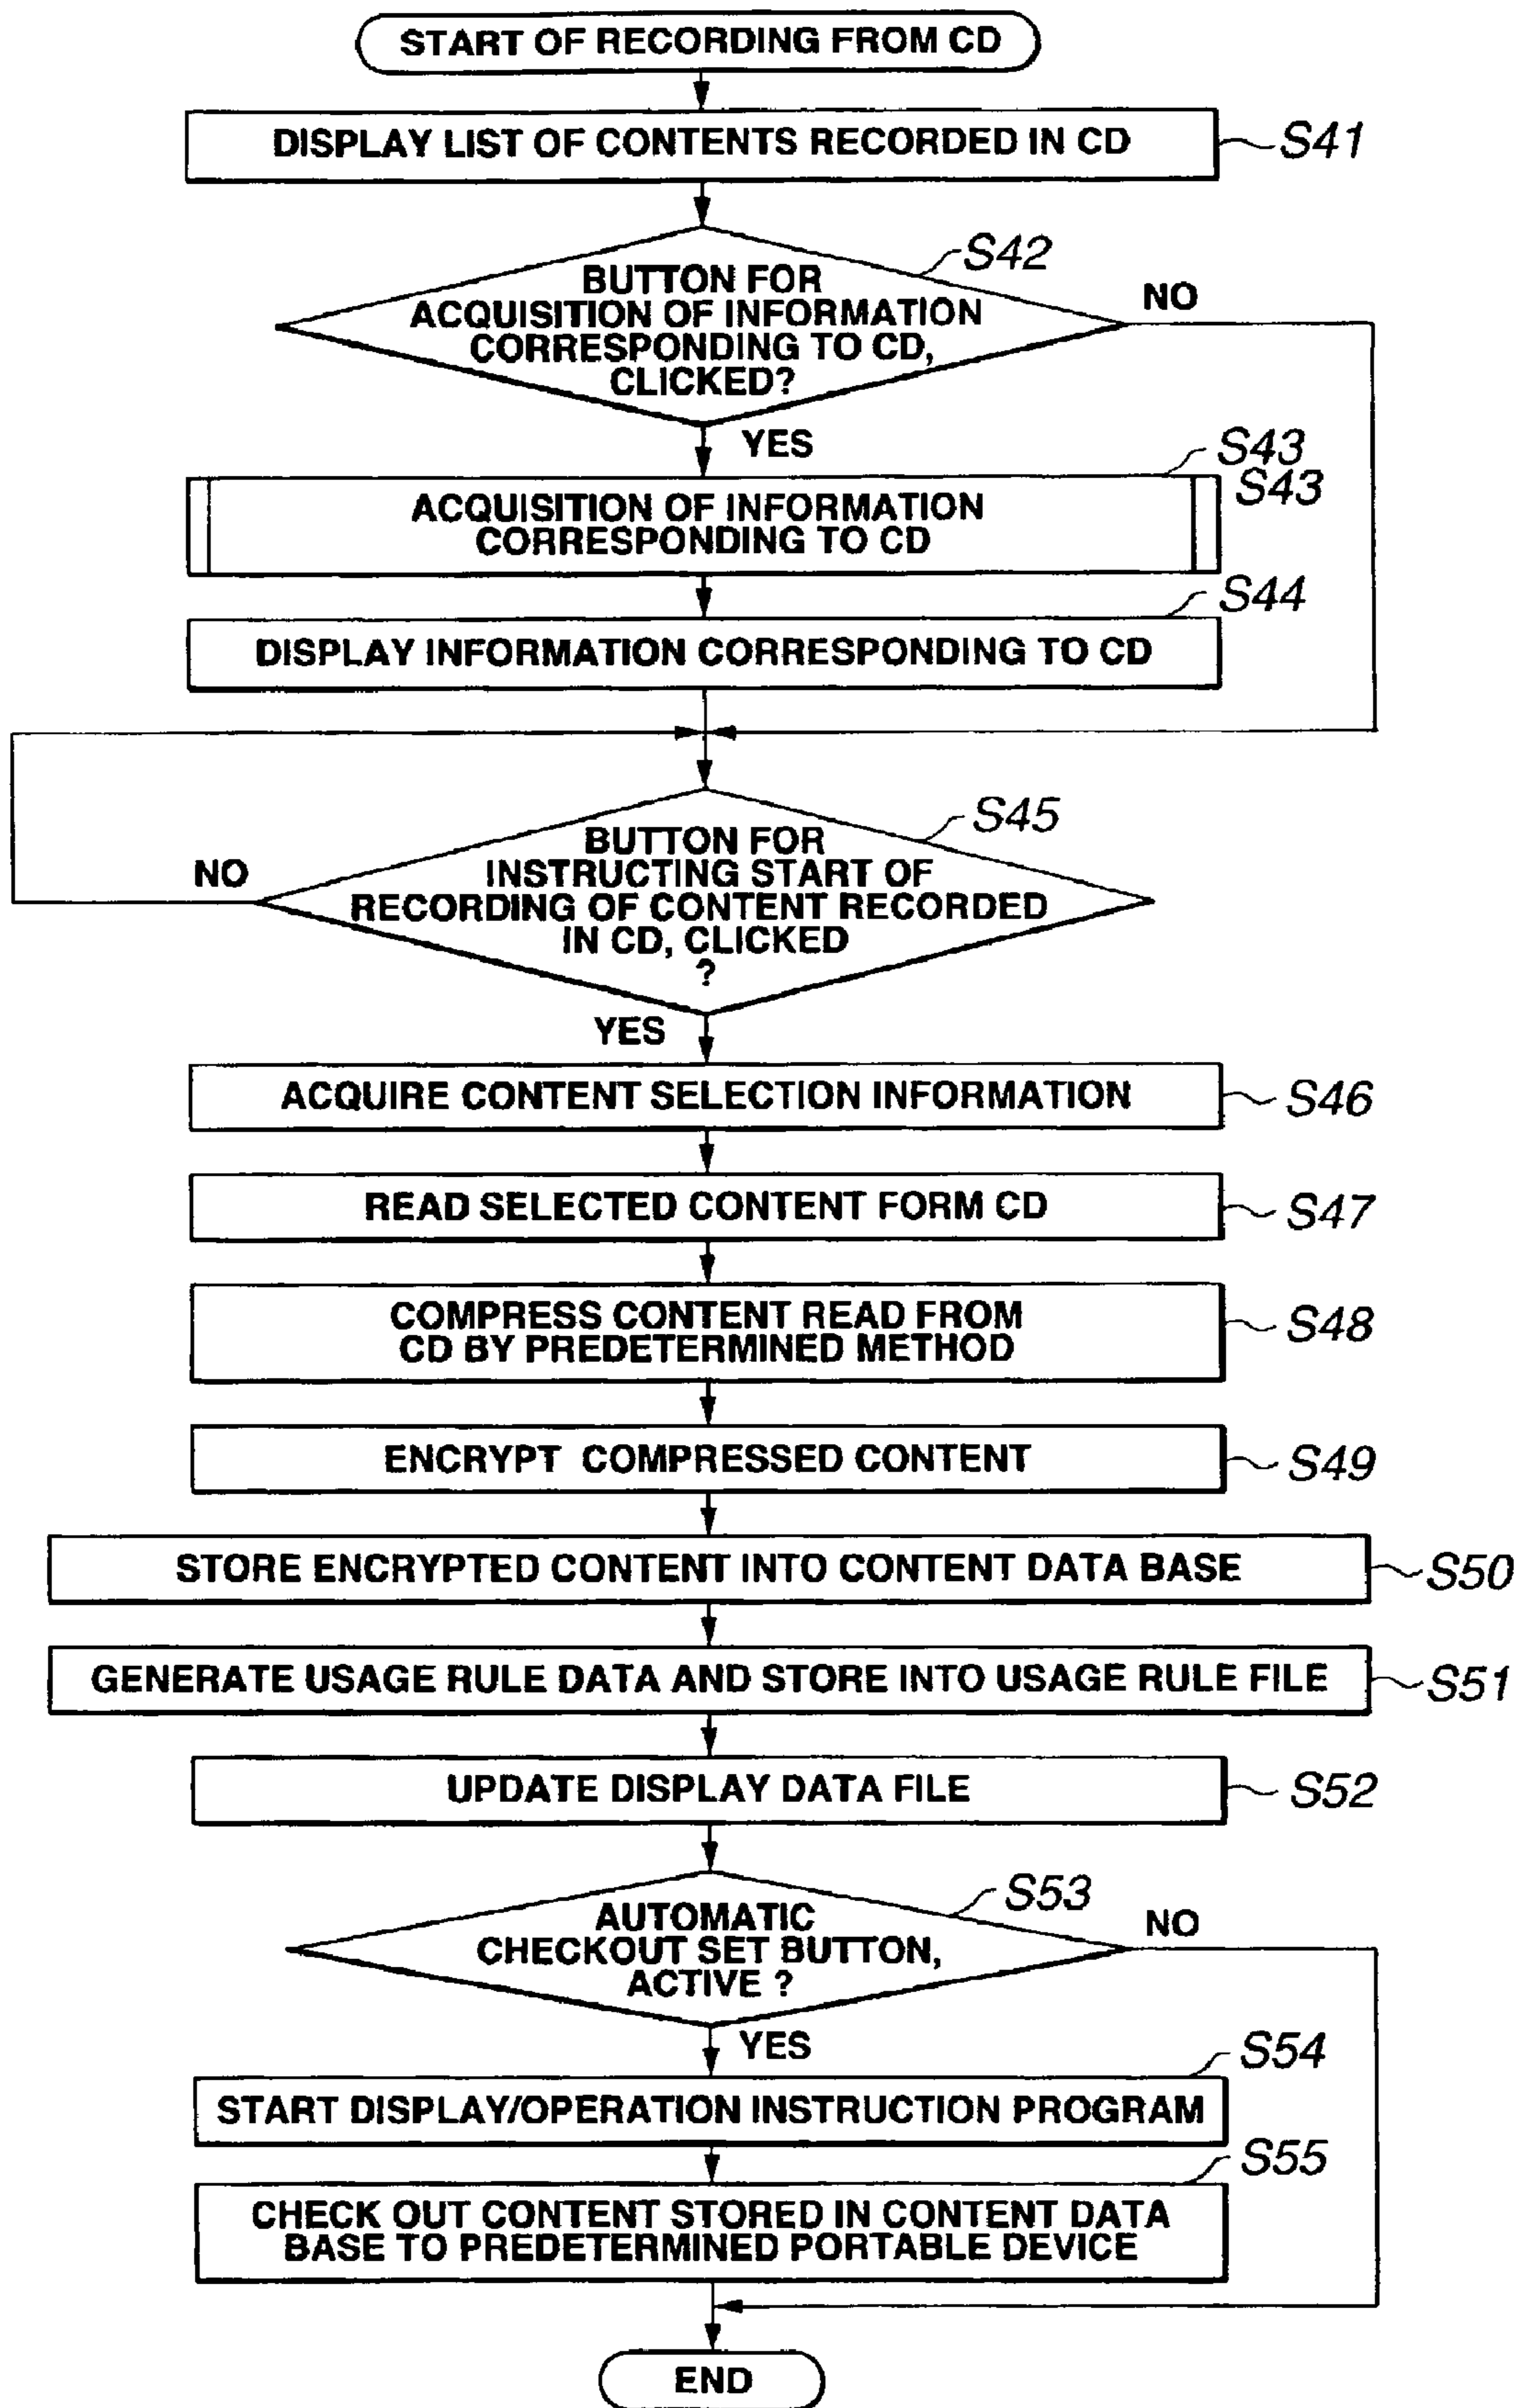 START OF RECORDING FROM CD
DISPLAY LIST OF CONTENTS RECORDED IN CD
S41
S42
BUTTON FOR
ACQUISITION OF INFORMATION
CORRESPONDING TO CD,
CLICKED?
NO
YES
S43
S43
ACQUISITION OF INFORMATION
CORRESPONDING TO CD
S44
DISPLAY INFORMATION CORRESPONDING TO CD
S45
BUTTON FOR
INSTRUCTING START OF
RECORDING OF CONTENT RECORDED
IN CD, CLICKED
?
NO
YES
ACQUIRE CONTENT SELECTION INFORMATION
S46
READ SELECTED CONTENT FORM CD
S47
COMPRESS CONTENT READ FROM
CD BY PREDETERMINED METHOD
S48
ENCRYPT COMPRESSED CONTENT
S49
STORE ENCRYPTED CONTENT INTO CONTENT DATA BASE
S50
GENERATE USAGE RULE DATA AND STORE INTO USAGE RULE FILE
S51
UPDATE DISPLAY DATA FILE
S52
S53
AUTOMATIC
CHECKOUT SET BUTTON,
ACTIVE ?
NO
YES
S54
START DISPLAY/OPERATION INSTRUCTION PROGRAM
S55
CHECK OUT CONTENT STORED IN CONTENT DATA
BASE TO PREDETERMINED PORTABLE DEVICE
END